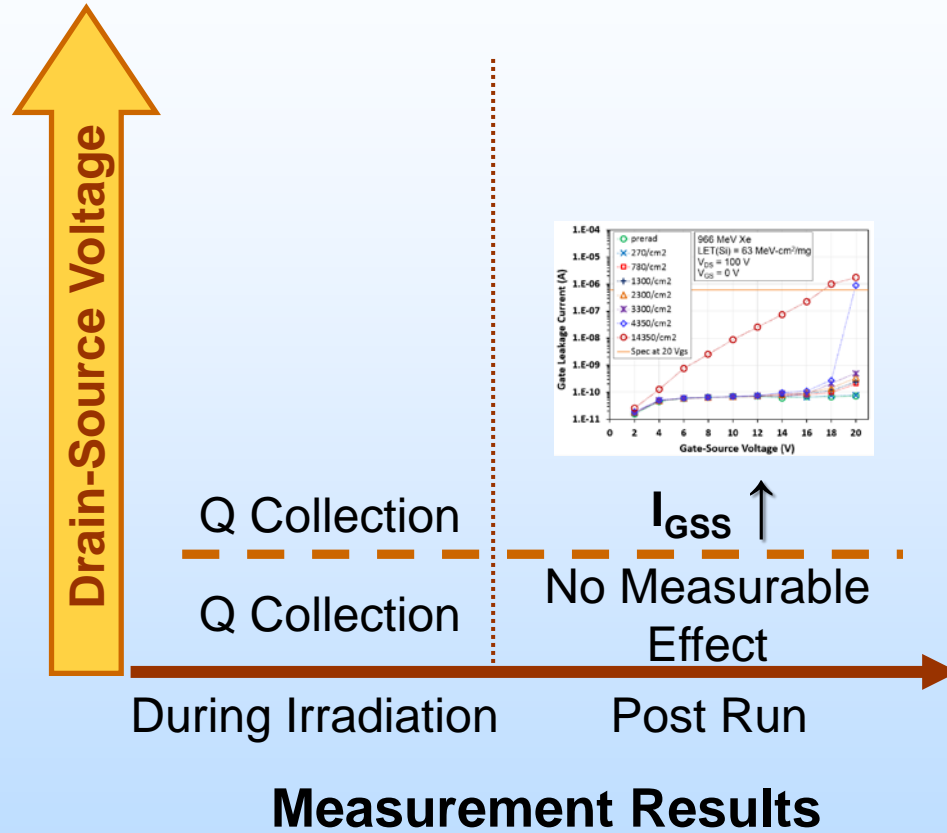 Drain-Source Voltage
1.E-04
1.E-05
1.E-06
1.E-07
1.E-08
1.E-09
1.E-10
1.E-11
Gate Leakage Current (A)
prerad
270/cm2
780/cm2
1300/cm2
2300/cm2
3300/cm2
4350/cm2
14350/cm2
Spec at 20 Vgs
966 MeV Xe
LET(Si) = 63 MeV-cm²/mg
V_DS = 100 V
V_GS = 0 V
0 2 4 6 8 10 12 14 16 18 20
Gate-Source Voltage (V)
Q Collection
I_GSS ↑
Q Collection
No Measurable
Effect
During Irradiation
Post Run
Measurement Results